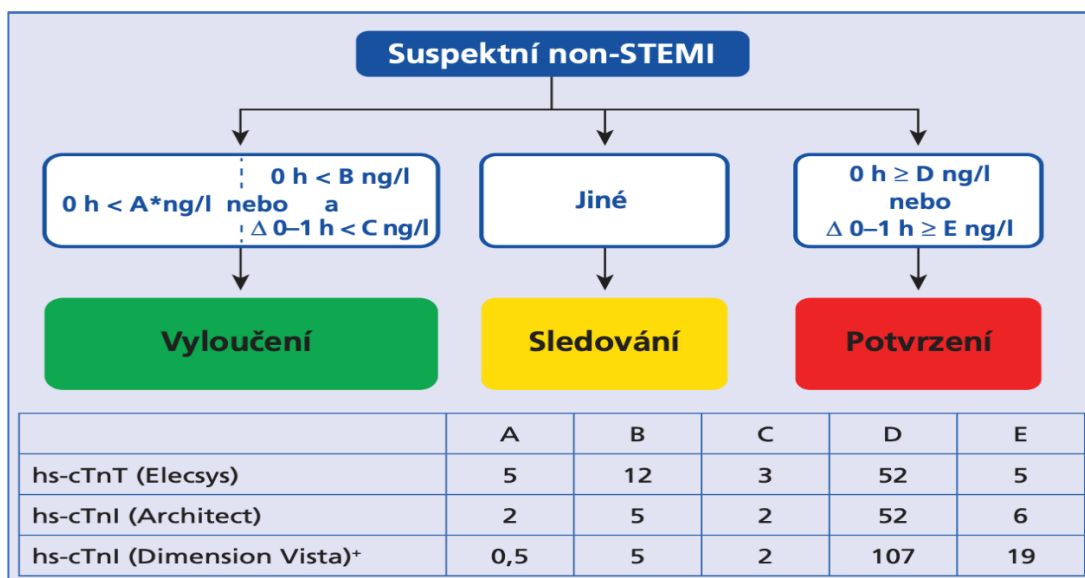 Suspektní non-STEMI
0 h < A*ng/l nebo
0 h < B ng/l
a
Δ 0–1 h < C ng/l
Jiné
0 h ≥ D ng/l
nebo
Δ 0–1 h ≥ E ng/l
Vyloučení
Sledování
Potvrzení
A B C D E
hs-cTnT (Elecsys) 5 12 3 52 5
hs-cTnI (Architect) 2 5 2 52 6
hs-cTnI (Dimension Vista)⁺ 0,5 5 2 107 19